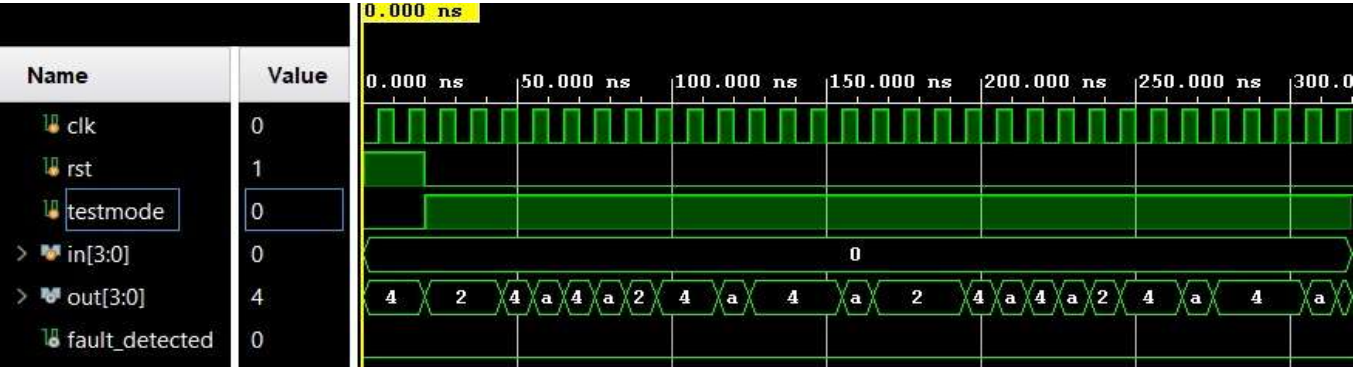 0.000 ns
Name Value 0.000 ns 50.000 ns 100.000 ns 150.000 ns 200.000 ns 250.000 ns 300.0
clk 0
rst 1
testmode 0
in[3:0] 0 0
out[3:0] 4 4 2 4 a 4 a 2 4 a 4 a 2 4 a 4 a 2 4 a 4 a
fault_detected 0